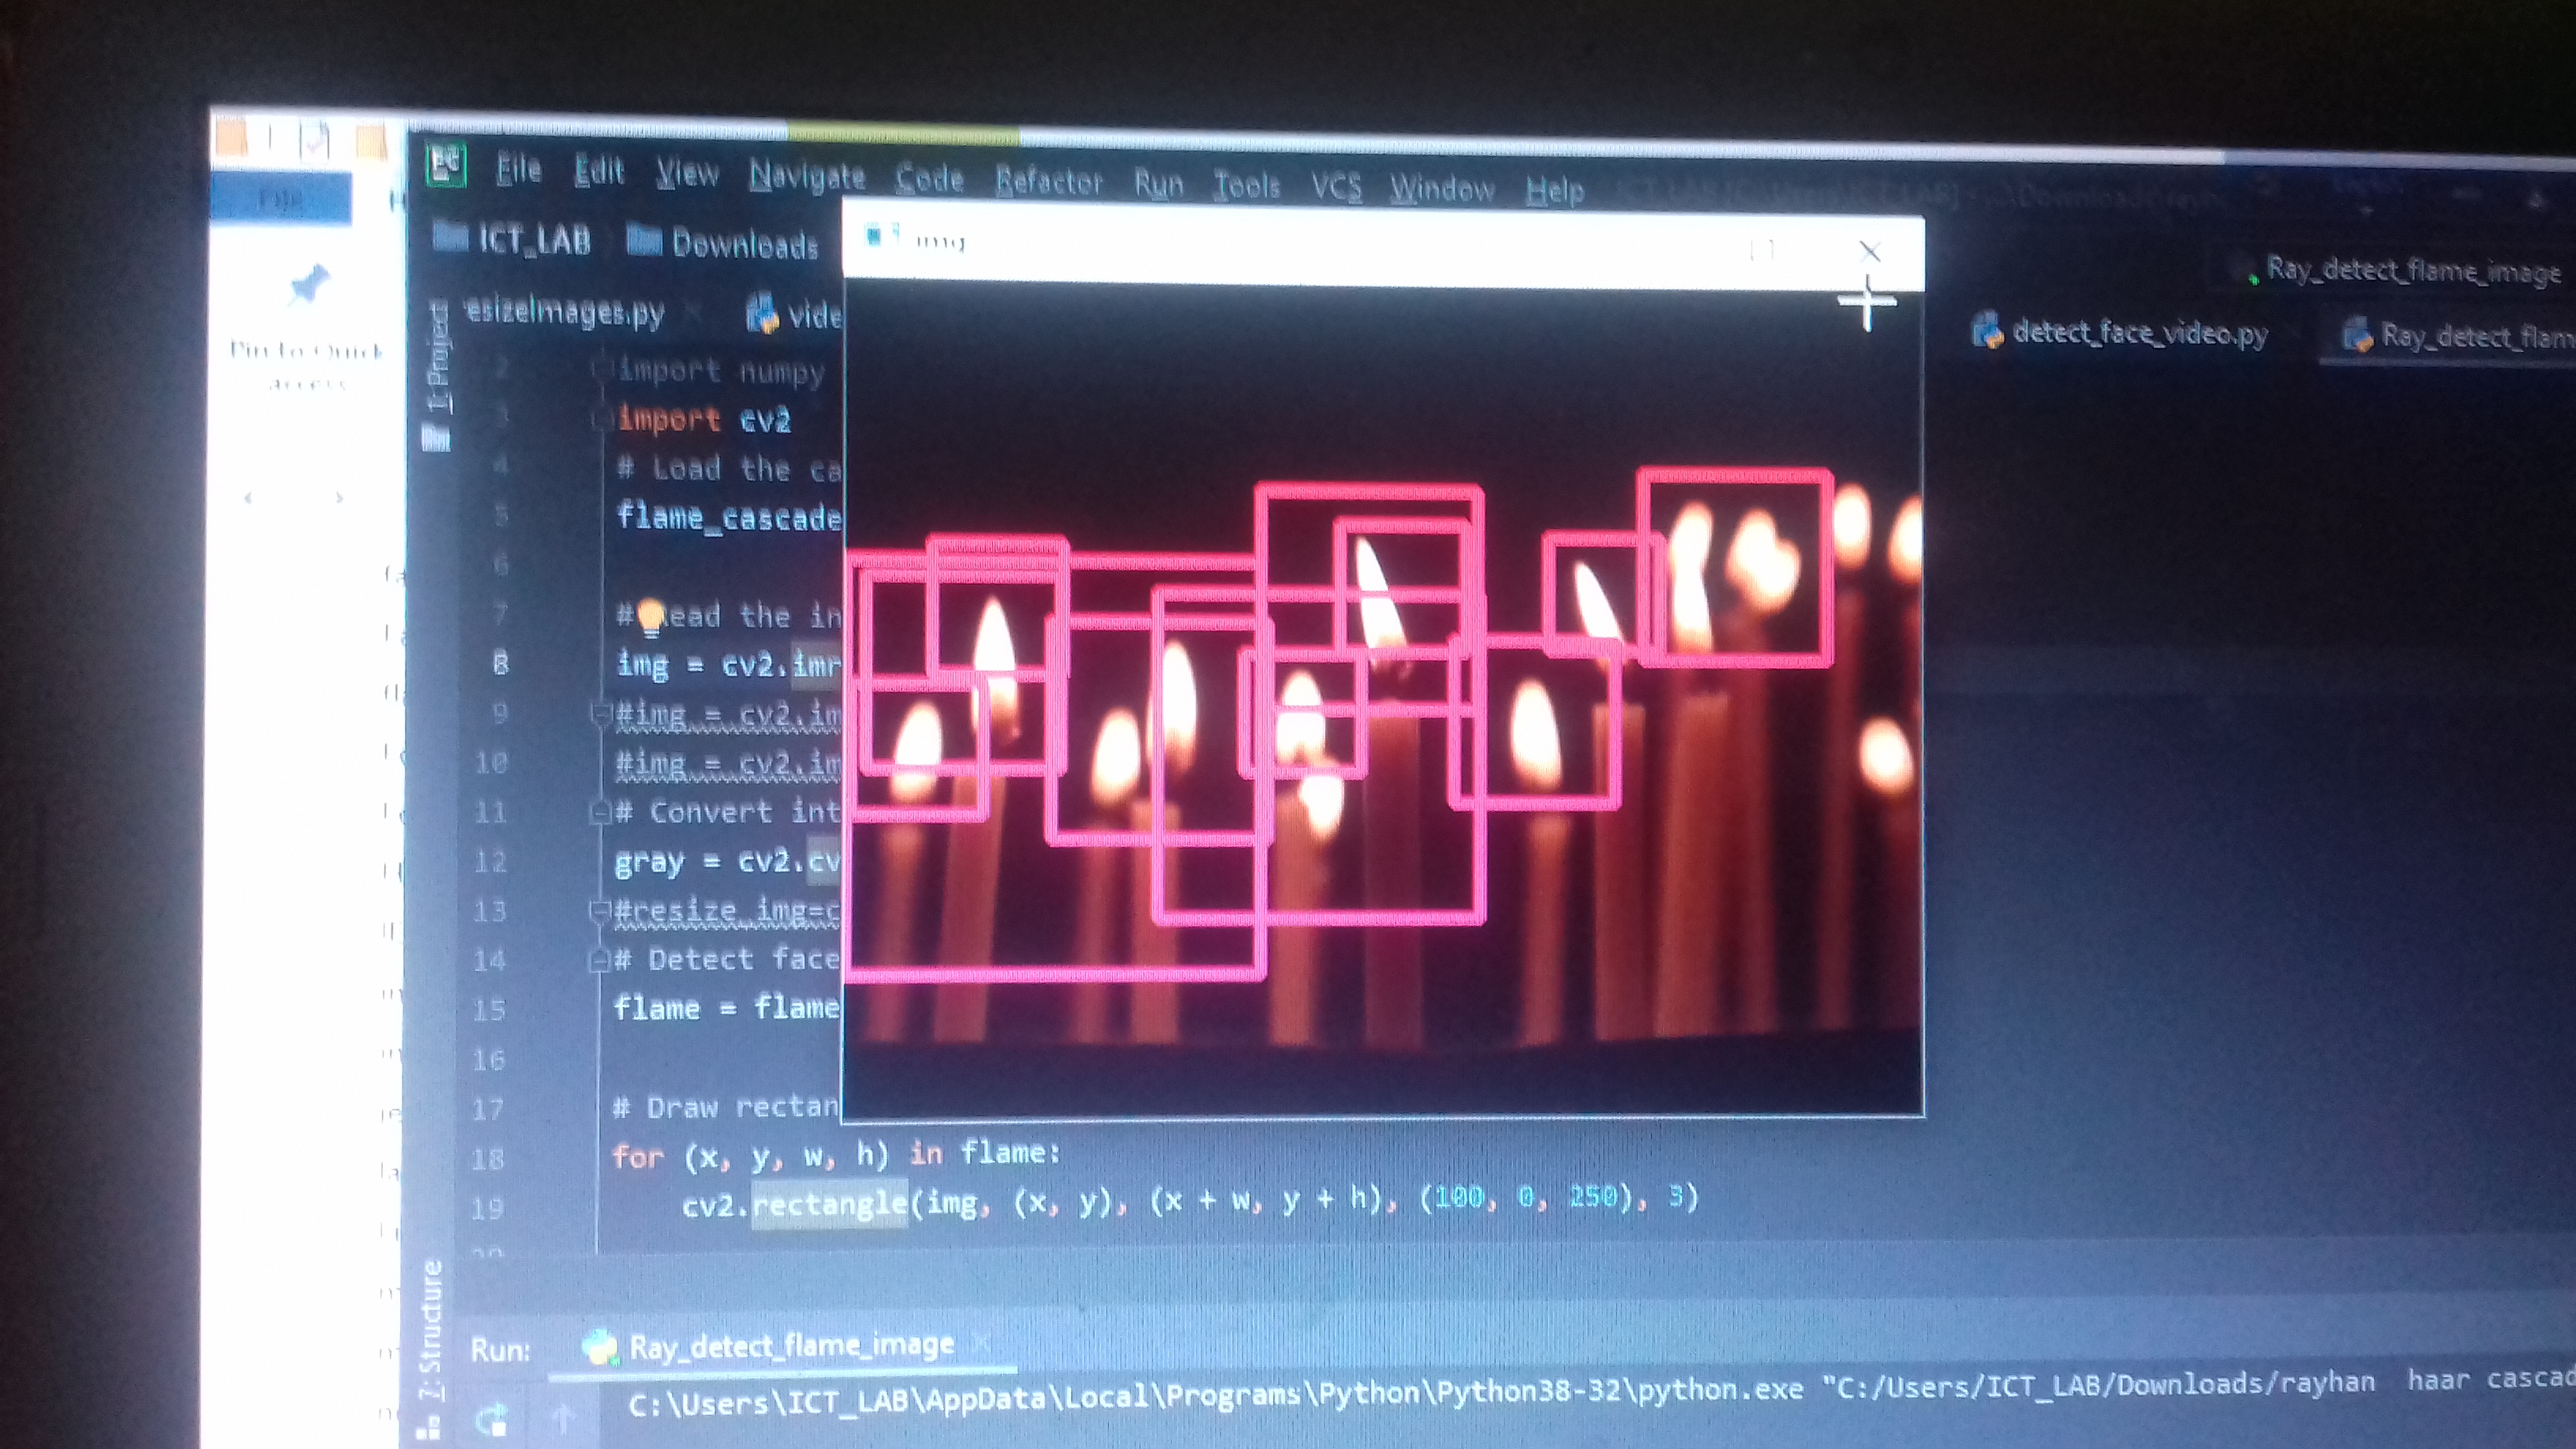 File
PC File Edit View Navigate Code Refactor Run Tools VCS Window Help
ICT_LAB Downloads
img
Ray_detect_flame_image
esizeImages.py vide
detect_face_video.py Ray_detect_flam
1: Project
Pin to Quick
access
2 import numpy
3 import cv2
4 # Load the ca
5 flame_cascade
6
7 # Read the in
8 img = cv2.imr
9 #img = cv2.im
10 #img = cv2.im
11 # Convert int
12 gray = cv2.cv
13 #resize_img=c
14 # Detect face
15 flame = flame
16
17 # Draw rectan
18 for (x, y, w, h) in flame:
19 cv2.rectangle(img, (x, y), (x + w, y + h), (100, 0, 250), 3)
20
7: Structure
Run: Ray_detect_flame_image
C:\Users\ICT_LAB\AppData\Local\Programs\Python\Python38-32\python.exe "C:/Users/ICT_LAB/Downloads/rayhan haar cascad